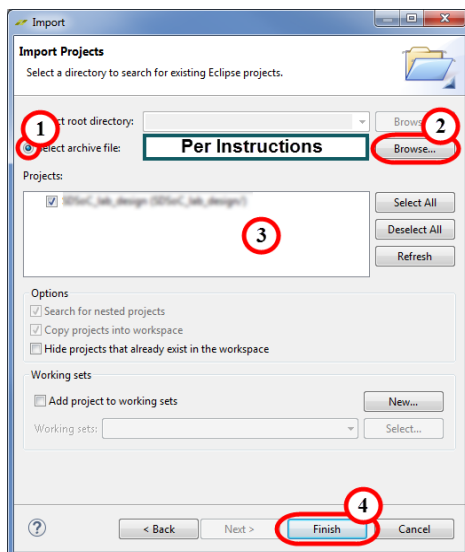 Import
Import Projects
Select a directory to search for existing Eclipse projects.
1
ct root directory:
Brows
2
elect archive file:
Per Instructions
Browse...
Projects:
SDSoC_lab_design (SDSoC_lab_design/)
3
Select All
Deselect All
Refresh
Options
Search for nested projects
Copy projects into workspace
Hide projects that already exist in the workspace
Working sets
Add project to working sets
New...
Working sets:
Select...
4
?
< Back
Next >
Finish
Cancel